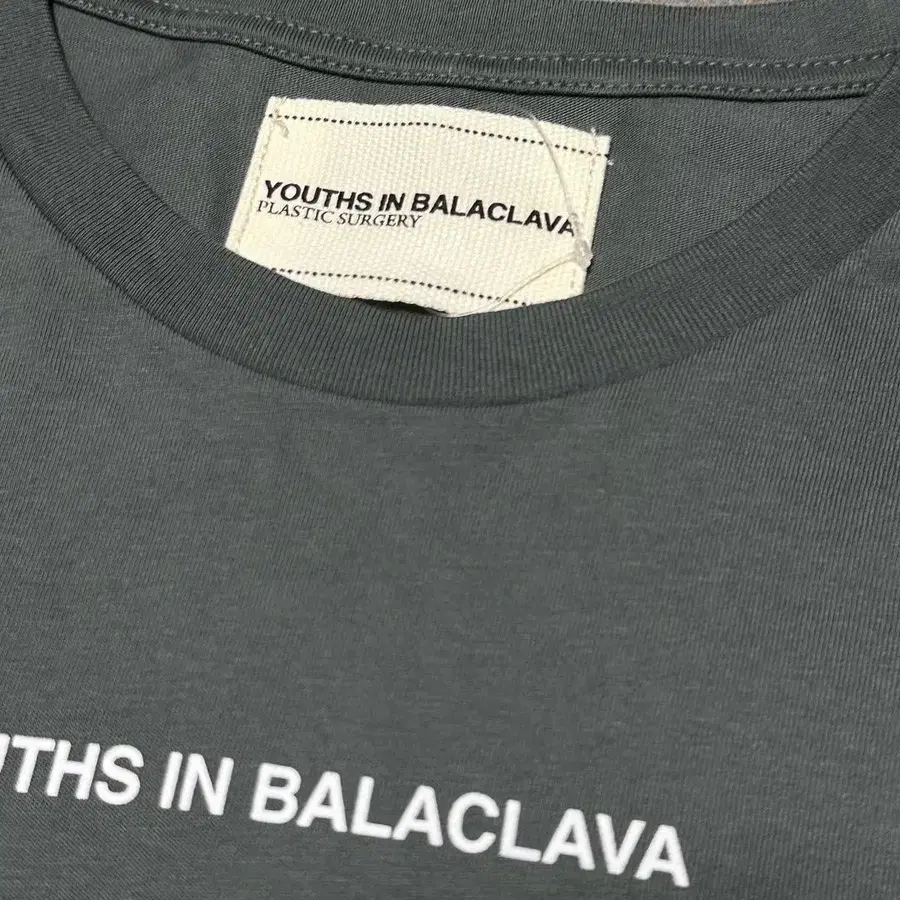 YOUTHS IN BALACLAVA
PLASTIC SURGERY
UTHS IN BALACLAVA